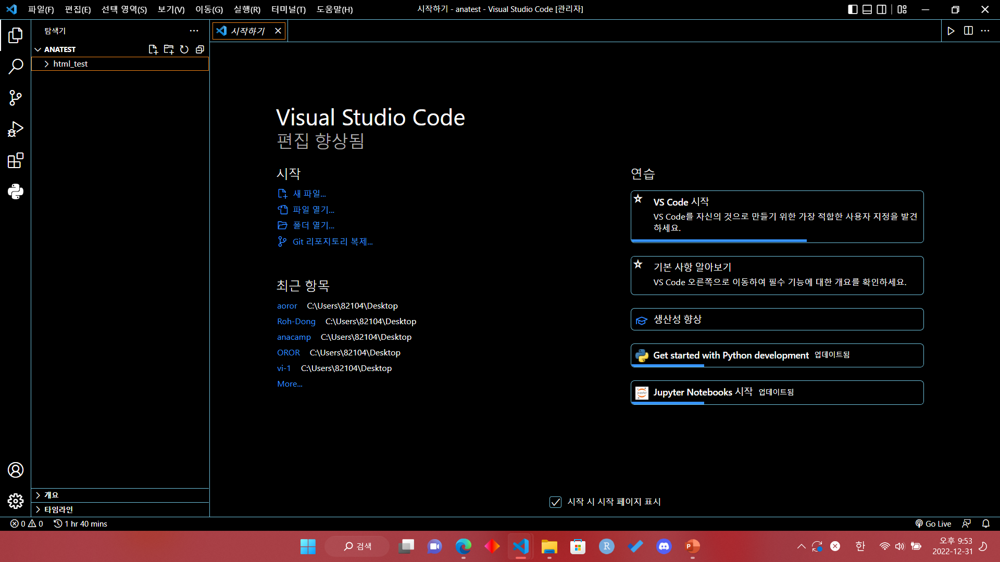 파일(F) 편집(E) 선택 영역(S) 보기(V) 이동(G) 실행(R) 터미널(T) 도움말(H)
시작하기 - anatest - Visual Studio Code [관리자]
탐색기
시작하기
ANATEST
html_test
Visual Studio Code
편집 향상됨
시작
새 파일...
파일 열기...
폴더 열기...
Git 리포지토리 복제...
최근 항목
aoror C:\Users\82104\Desktop
Roh-Dong C:\Users\82104\Desktop
anacamp C:\Users\82104\Desktop
OROR C:\Users\82104\Desktop
vi-1 C:\Users\82104\Desktop
More...
연습
VS Code 시작
VS Code를 자신의 것으로 만들기 위한 가장 적합한 사용자 지정을 발견
하세요.
기본 사항 알아보기
VS Code 오른쪽으로 이동하여 필수 기능에 대한 개요를 확인하세요.
생산성 향상
Get started with Python development 업데이트됨
Jupyter Notebooks 시작 업데이트됨
시작 시 시작 페이지 표시
개요
타임라인
0 0 1 hr 40 mins
Go Live
검색
R
P
한
오후 9:53
2022-12-31